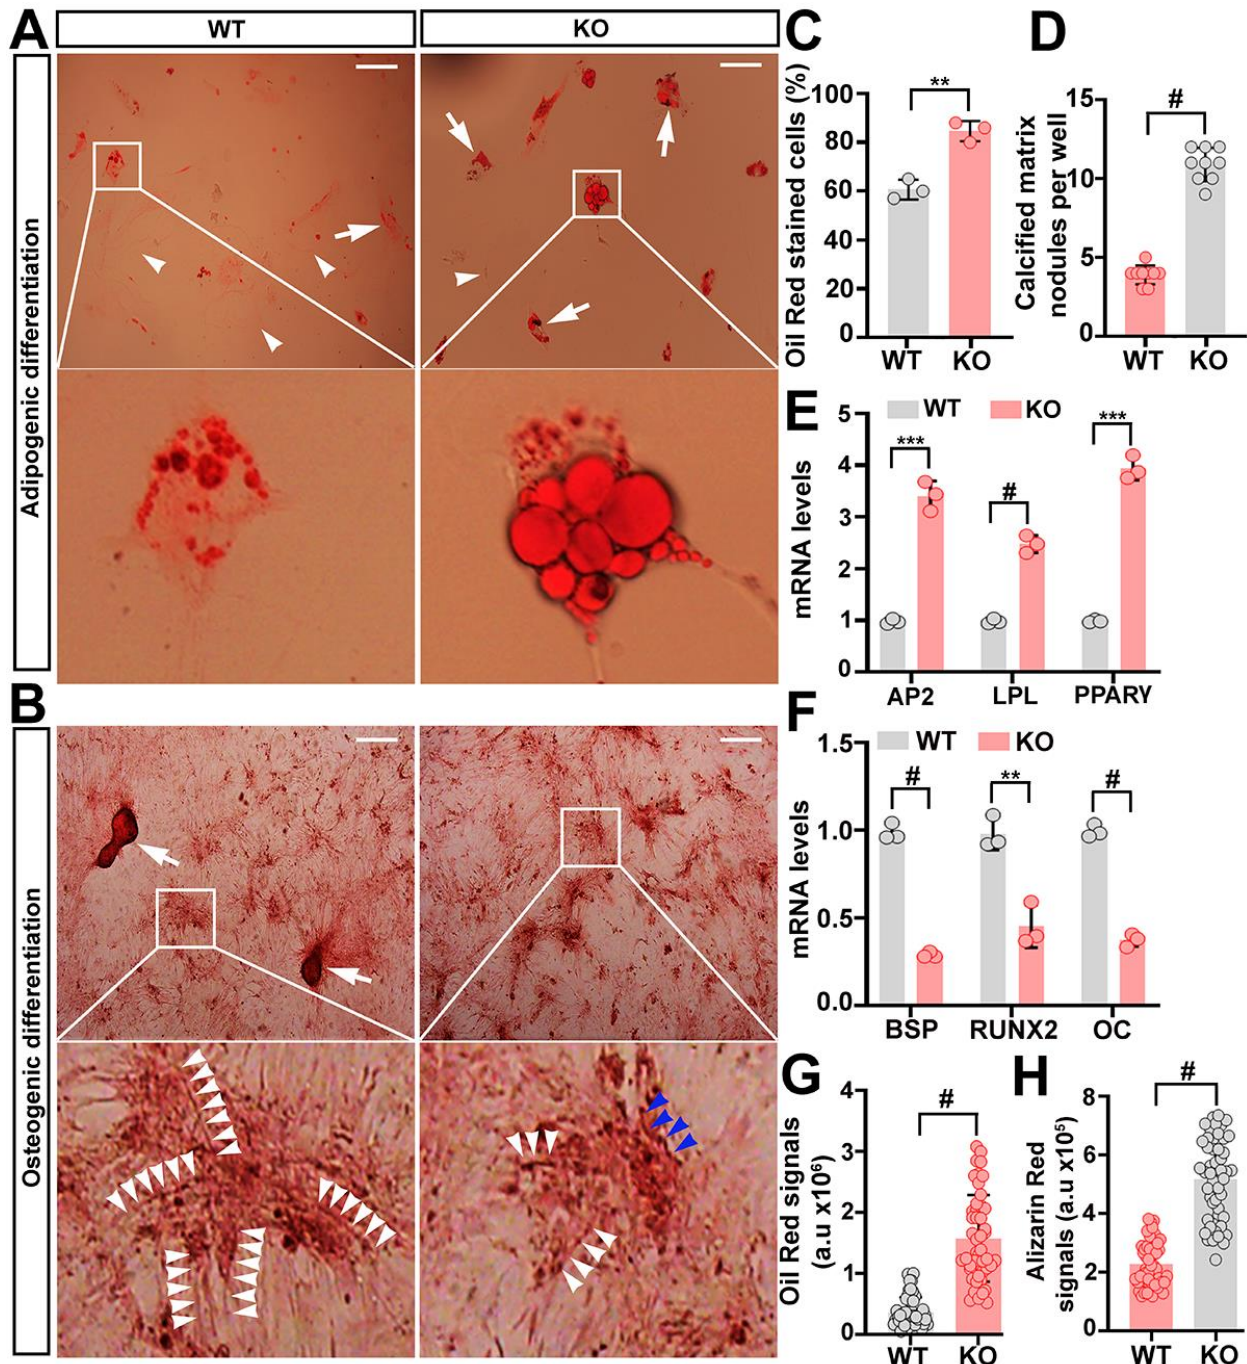 A
WT
KO
Adipogenic differentiation
B
Osteogenic differentiation
C
Oil Red stained cells (%)
100
80
60
40
20
0
**
WT
KO
D
Calcified matrix
nodules per well
15
10
5
0
#
WT
KO
E
WT
KO
mRNA levels
5
4
3
2
1
0
***
#
***
AP2
LPL
PPARY
F
WT
KO
mRNA levels
1.5
1.0
0.5
0.0
#
**
#
BSP
RUNX2
OC
G
Oil Red signals
(a.u x10⁶)
4
3
2
1
0
#
WT
KO
H
Alizarin Red
signals (a.u x10⁵)
8
6
4
2
0
#
WT
KO